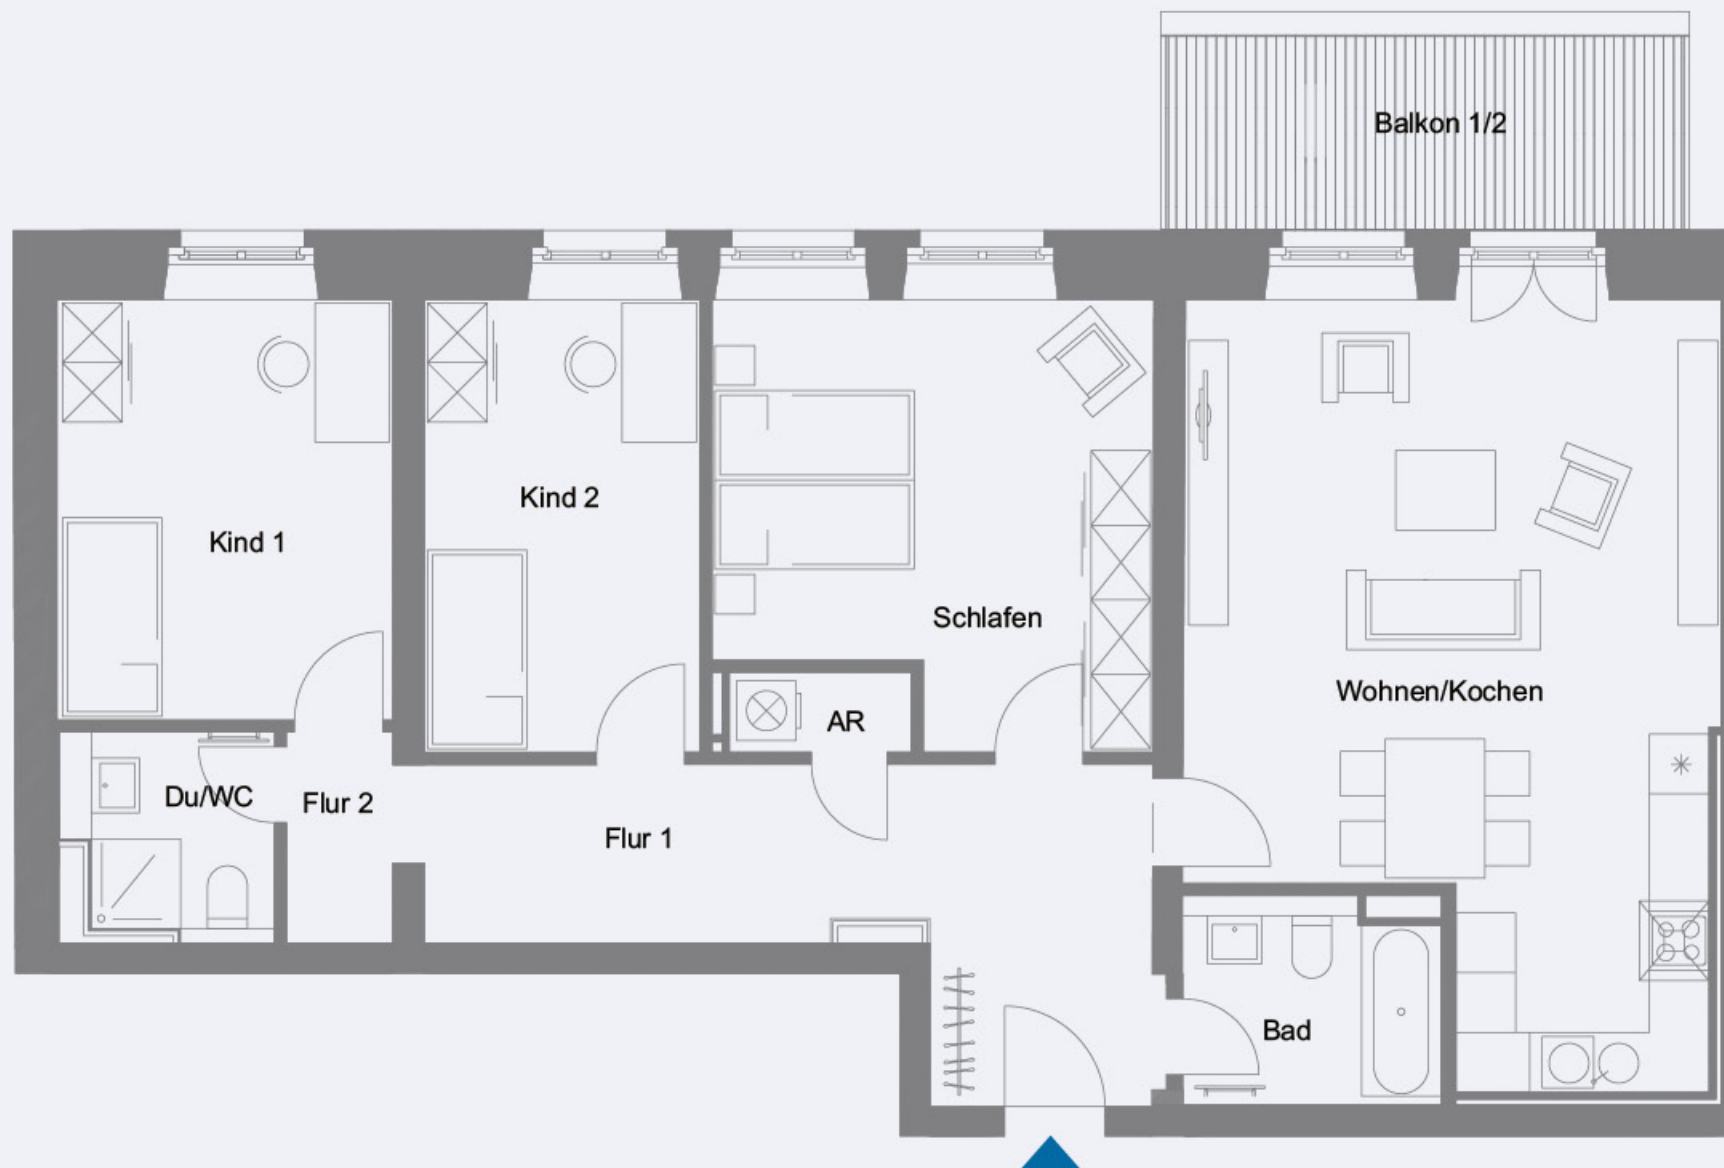 Balkon 1/2
Kind 2
Kind 1
Schlafen
Wohnen/Kochen
AR
Du/WC
Flur 2
Flur 1
Bad